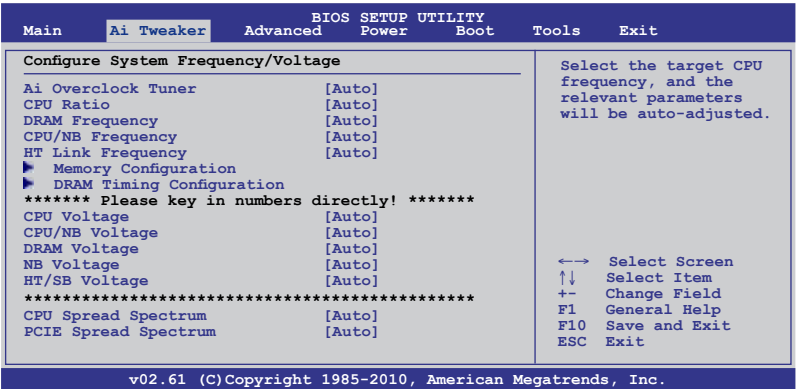 BIOS SETUP UTILITY
Main Ai Tweaker Advanced Power Boot Tools Exit
Configure System Frequency/Voltage
Ai Overclock Tuner [Auto]
CPU Ratio [Auto]
DRAM Frequency [Auto]
CPU/NB Frequency [Auto]
HT Link Frequency [Auto]
Memory Configuration
DRAM Timing Configuration
******* Please key in numbers directly! *******
CPU Voltage [Auto]
CPU/NB Voltage [Auto]
DRAM Voltage [Auto]
NB Voltage [Auto]
HT/SB Voltage [Auto]
************************************************
CPU Spread Spectrum [Auto]
PCIE Spread Spectrum [Auto]
Select the target CPU
frequency, and the
relevant parameters
will be auto-adjusted.
←→ Select Screen
↑↓ Select Item
+- Change Field
F1 General Help
F10 Save and Exit
ESC Exit
v02.61 (C)Copyright 1985-2010, American Megatrends, Inc.